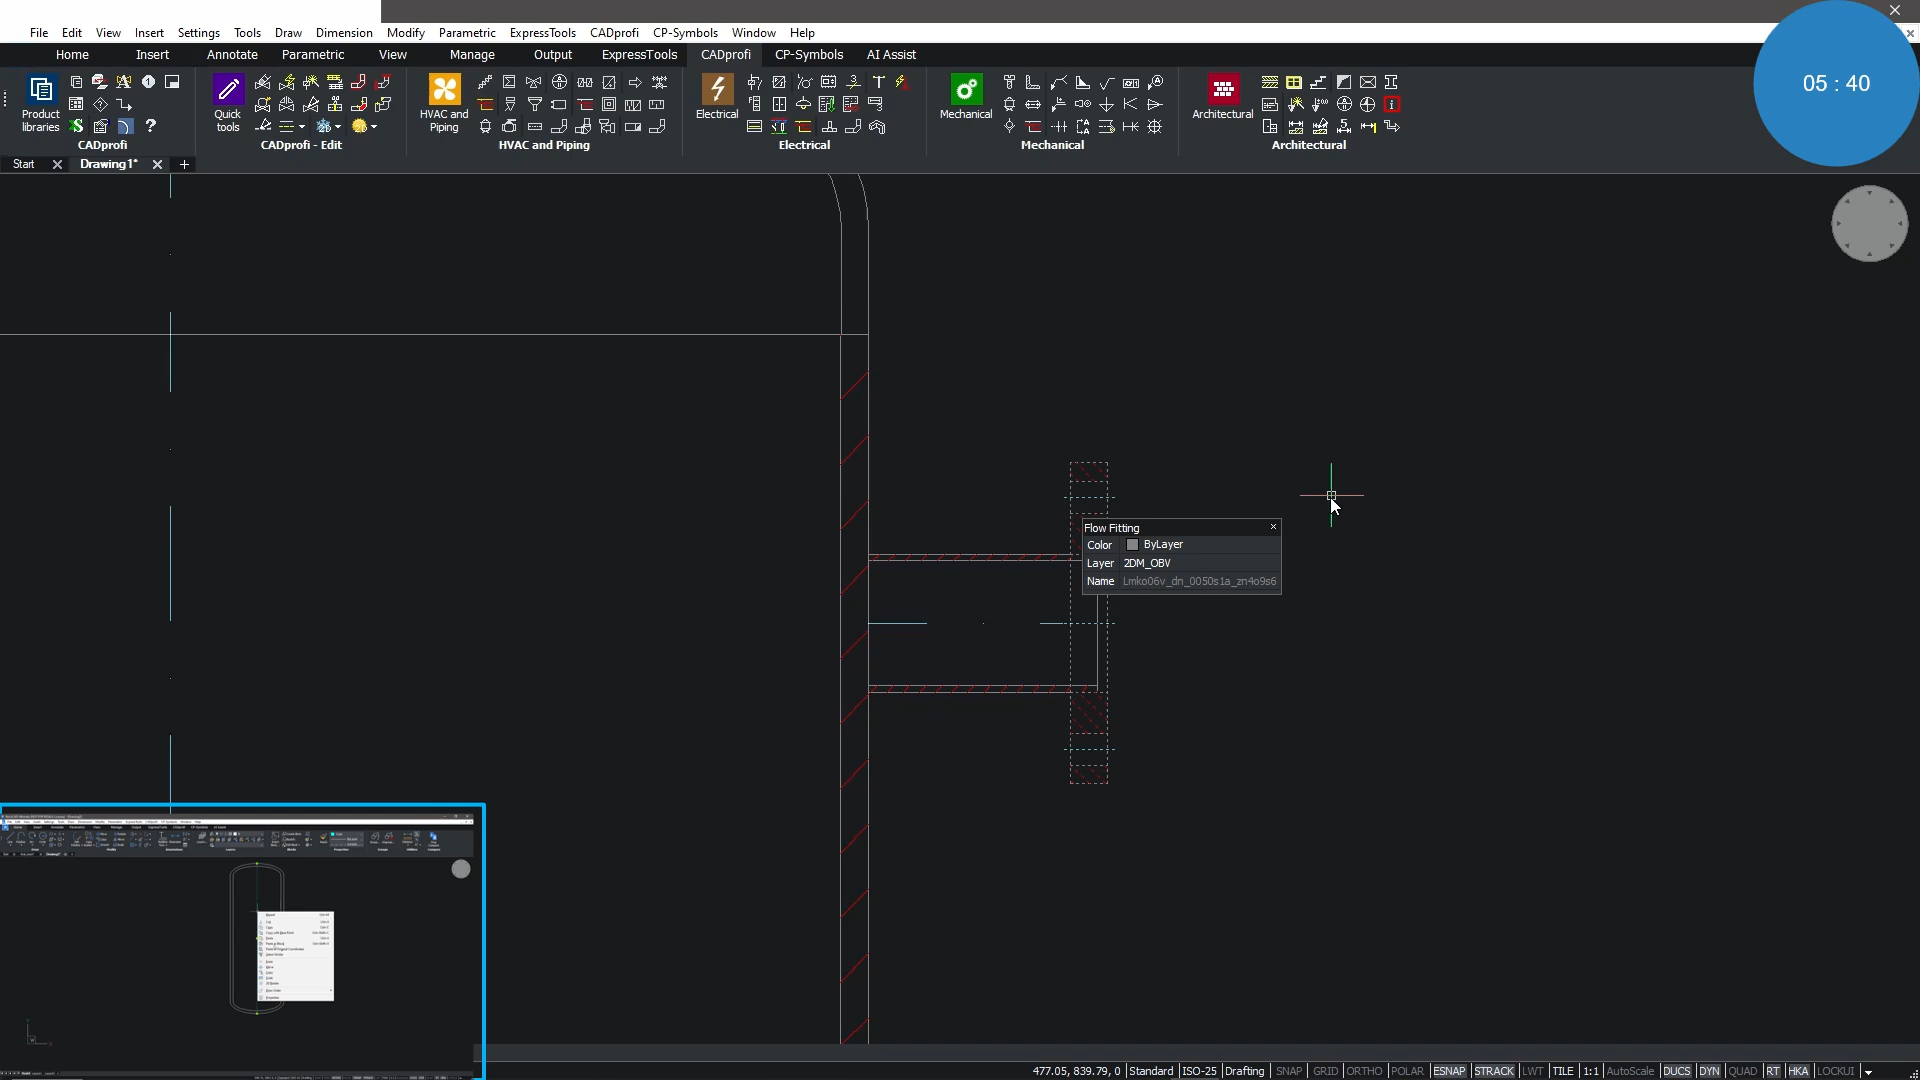 05 : 40
File Edit View Insert Settings Tools Draw Dimension Modify Parametric ExpressTools CADprofi CP-Symbols Window Help
Home Insert Annotate Parametric View Manage Output ExpressTools CADprofi CP-Symbols AI Assist
Product libraries
Quick tools
HVAC and Piping
Electrical
Mechanical
Architectural
CADprofi CADprofi - Edit HVAC and Piping Electrical Mechanical Architectural
Start Drawing1*
Flow Fitting
Color ByLayer
Layer 2DM_OBV
Name Lmko06v_dn_0050s1a_zn4o9s6
477.05, 839.79, 0 Standard ISO-25 Drafting SNAP GRID ORTHO POLAR ESNAP STRACK LWT TILE 1:1 AutoScale DUCS DYN QUAD RT HKA LOCKUI